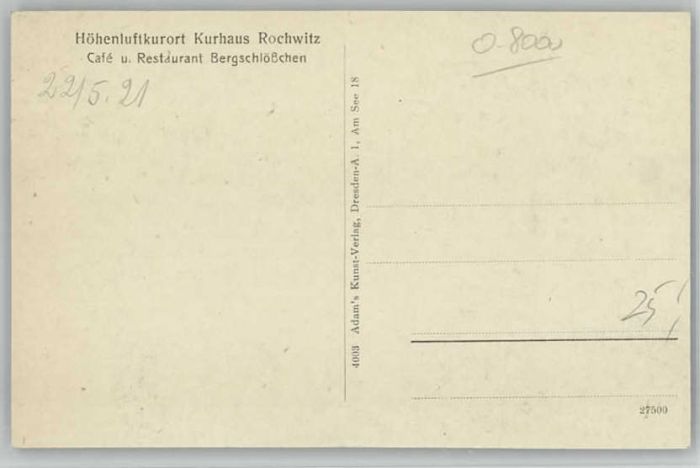 Höhenluftkurort Kurhaus Rochwitz
Café u. Restaurant Bergschlößchen
22/5.21
0-8000
4003 Adam's Kunst-Verlag, Dresden-A. 1, Am See 18
25,
27500